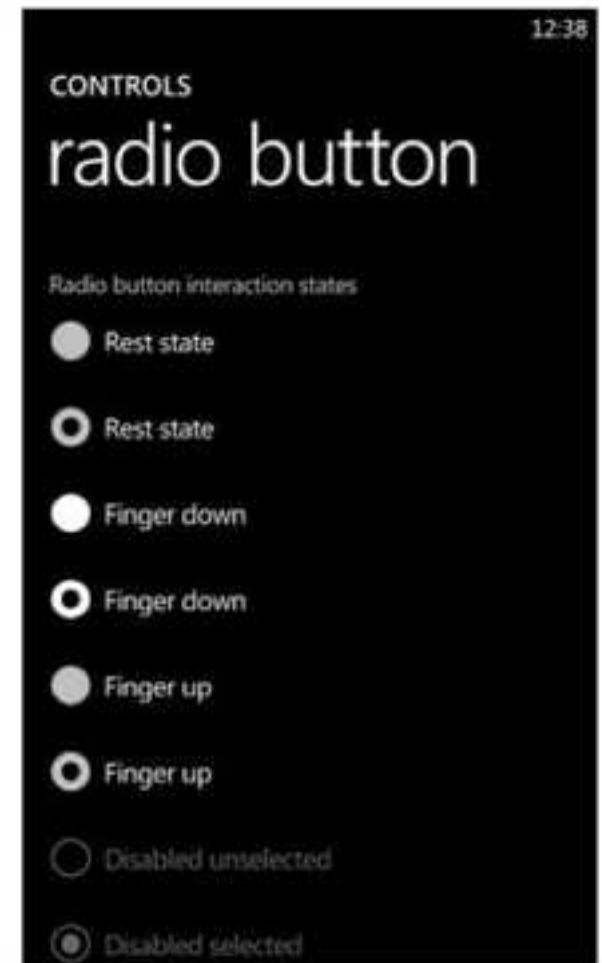 12:38
CONTROLS
radio button
Radio button interaction states
Rest state
Rest state
Finger down
Finger down
Finger up
Finger up
Disabled unselected
Disabled selected